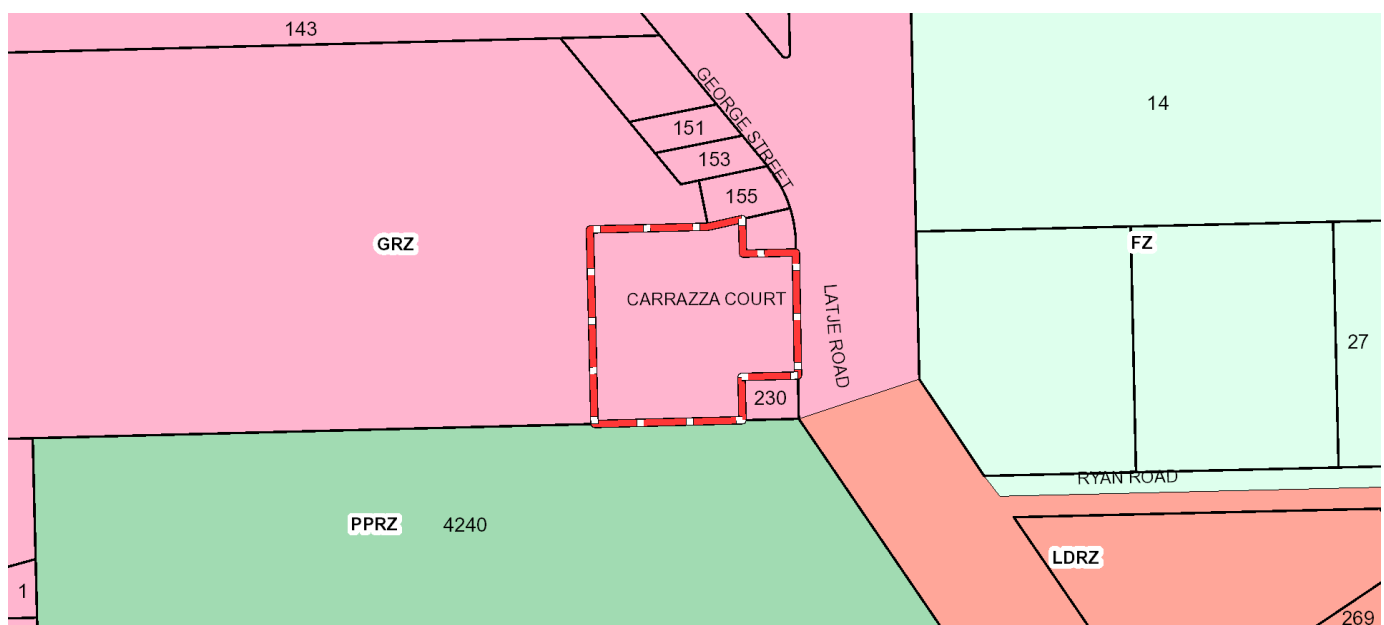 143
GEORGE STREET
14
151
153
155
GRZ
FZ
CARRAZZA COURT
LATJE ROAD
27
230
RYAN ROAD
PPRZ
4240
LDRZ
1
269